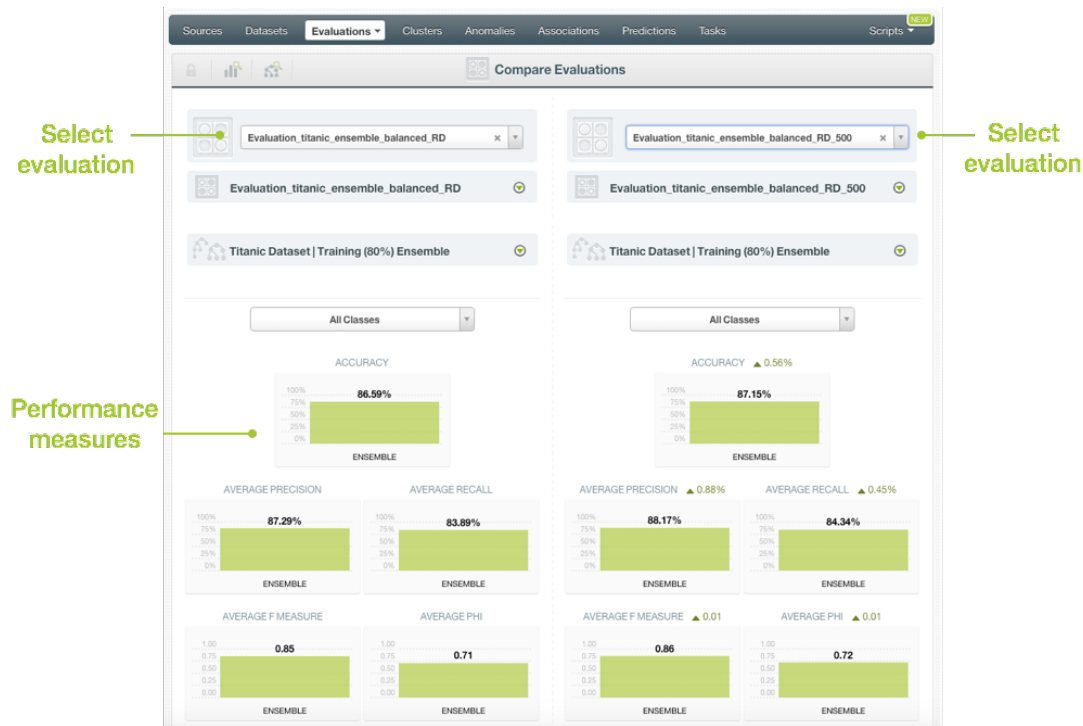 NEW
Sources Datasets Evaluations Clusters Anomalies Associations Predictions Tasks Scripts
Compare Evaluations
Select
evaluation
Evaluation_titanic_ensemble_balanced_RD
Evaluation_titanic_ensemble_balanced_RD_500
Select
evaluation
Evaluation_titanic_ensemble_balanced_RD
Evaluation_titanic_ensemble_balanced_RD_500
Titanic Dataset | Training (80%) Ensemble
Titanic Dataset | Training (80%) Ensemble
All Classes
All Classes
Performance
measures
ACCURACY
100%
75%
50%
25%
0%
86.59%
ENSEMBLE
ACCURACY ▲ 0.56%
100%
75%
50%
25%
0%
87.15%
ENSEMBLE
AVERAGE PRECISION
100%
75%
50%
25%
0%
87.29%
ENSEMBLE
AVERAGE RECALL
100%
75%
50%
25%
0%
83.89%
ENSEMBLE
AVERAGE PRECISION ▲ 0.88%
100%
75%
50%
25%
0%
88.17%
ENSEMBLE
AVERAGE RECALL ▲ 0.45%
100%
75%
50%
25%
0%
84.34%
ENSEMBLE
AVERAGE F MEASURE
1.00
0.75
0.50
0.25
0.00
0.85
ENSEMBLE
AVERAGE PHI
1.00
0.75
0.50
0.25
0.00
0.71
ENSEMBLE
AVERAGE F MEASURE ▲ 0.01
1.00
0.75
0.50
0.25
0.00
0.86
ENSEMBLE
AVERAGE PHI ▲ 0.01
1.00
0.75
0.50
0.25
0.00
0.72
ENSEMBLE